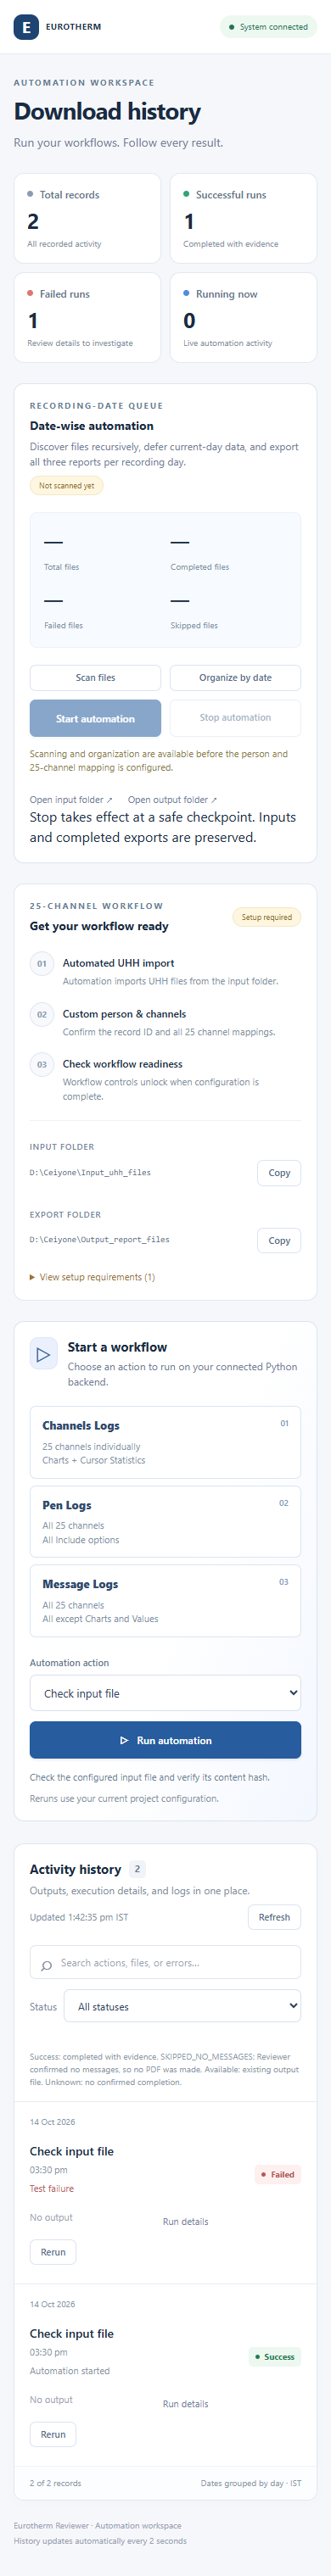 E EUROTHERM
System connected
AUTOMATION WORKSPACE
Download history
Run your workflows. Follow every result.
Total records
2
All recorded activity
Successful runs
1
Completed with evidence
Failed runs
1
Review details to investigate
Running now
0
Live automation activity
RECORDING-DATE QUEUE
Date-wise automation
Discover files recursively, defer current-day data, and export
all three reports per recording day.
Not scanned yet
—
Total files
—
Completed files
—
Failed files
—
Skipped files
Scan files
Organize by date
Start automation
Stop automation
Scanning and organization are available before the person and
25-channel mapping is configured.
Open input folder ↗
Open output folder ↗
Stop takes effect at a safe checkpoint. Inputs
and completed exports are preserved.
25-CHANNEL WORKFLOW
Get your workflow ready
Setup required
01
Automated UHH import
Automation imports UHH files from the input folder.
02
Custom person & channels
Confirm the record ID and all 25 channel mappings.
03
Check workflow readiness
Workflow controls unlock when configuration is
complete.
INPUT FOLDER
D:\Ceiyone\Input_uhh_files
Copy
EXPORT FOLDER
D:\Ceiyone\Output_report_files
Copy
▶ View setup requirements (1)
Start a workflow
Choose an action to run on your connected Python
backend.
Channels Logs
01
25 channels individually
Charts + Cursor Statistics
Pen Logs
02
All 25 channels
All Include options
Message Logs
03
All 25 channels
All except Charts and Values
Automation action
Check input file
Run automation
Check the configured input file and verify its content hash.
Reruns use your current project configuration.
Activity history 2
Outputs, execution details, and logs in one place.
Updated 1:42:35 pm IST
Refresh
Search actions, files, or errors...
Status
All statuses
Success: completed with evidence. SKIPPED_NO_MESSAGES: Reviewer
confirmed no messages, so no PDF was made. Available: existing output
file. Unknown: no confirmed completion.
14 Oct 2026
Check input file
03:30 pm
Failed
Test failure
No output
Run details
Rerun
14 Oct 2026
Check input file
03:30 pm
Success
Automation started
No output
Run details
Rerun
2 of 2 records
Dates grouped by day · IST
Eurotherm Reviewer · Automation workspace
History updates automatically every 2 seconds